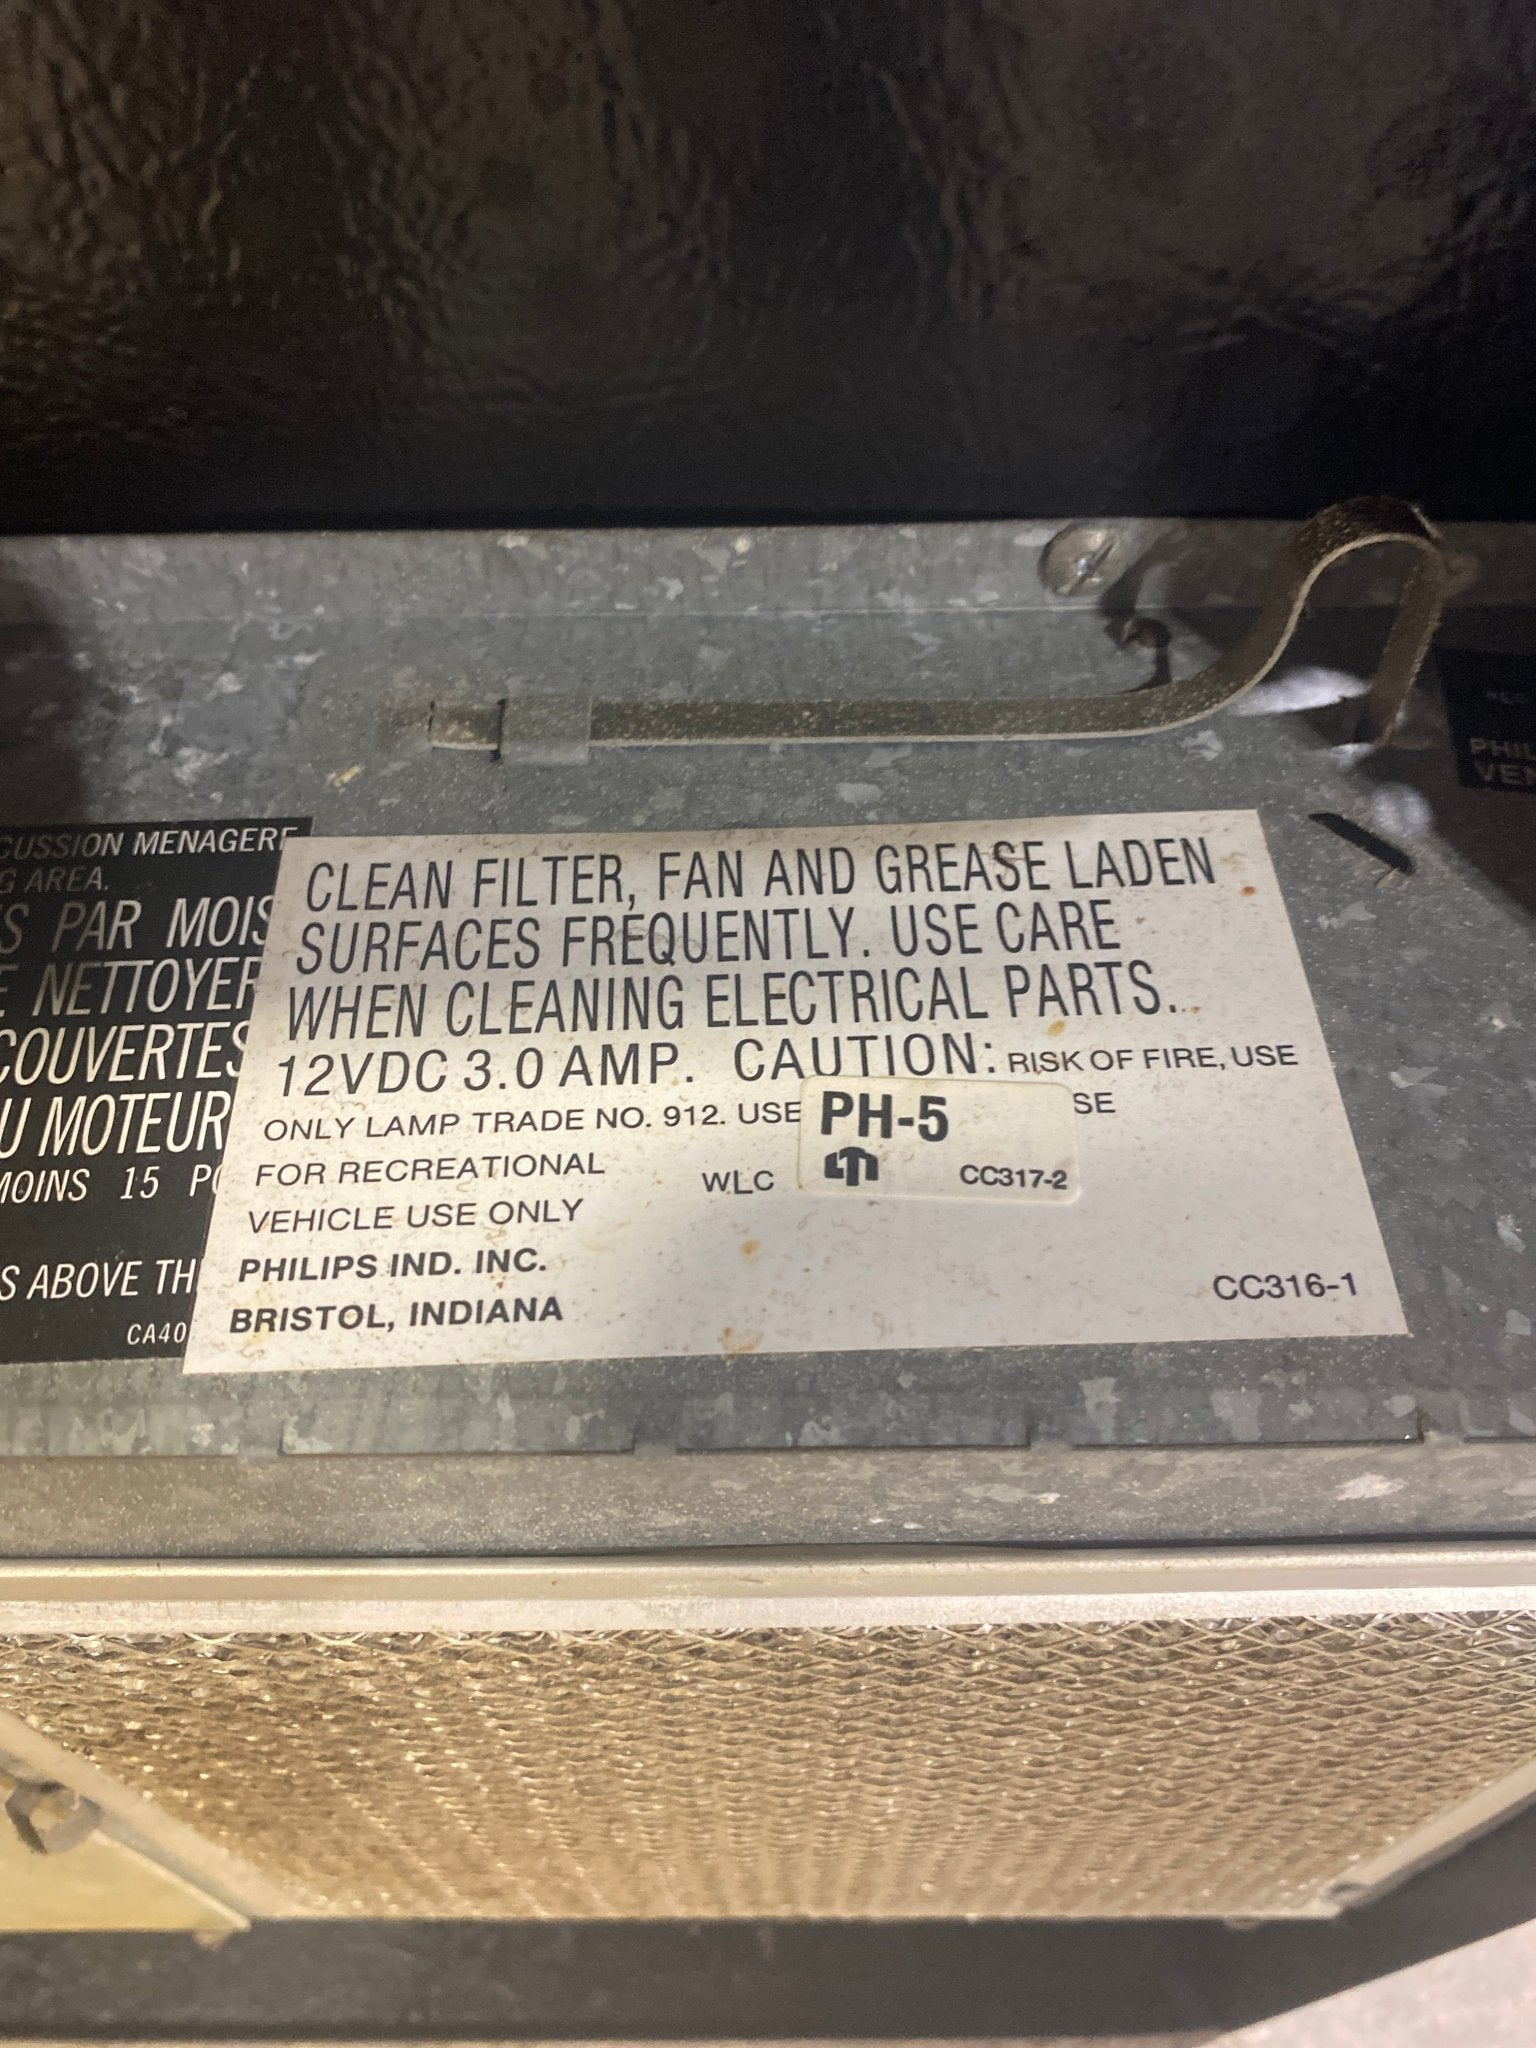 CUSSION MENAGERE
G AREA.
S PAR MOIS
E NETTOYER
COUVERTES
U MOTEUR
MOINS 15 PO
S ABOVE TH
CA40
CLEAN FILTER, FAN AND GREASE LADEN
SURFACES FREQUENTLY. USE CARE
WHEN CLEANING ELECTRICAL PARTS.
12VDC 3.0 AMP. CAUTION: RISK OF FIRE, USE
ONLY LAMP TRADE NO. 912. USE PH-5 SE
FOR RECREATIONAL WLC CC317-2
VEHICLE USE ONLY
PHILIPS IND. INC.
BRISTOL, INDIANA
CC316-1
PHIL
VEN